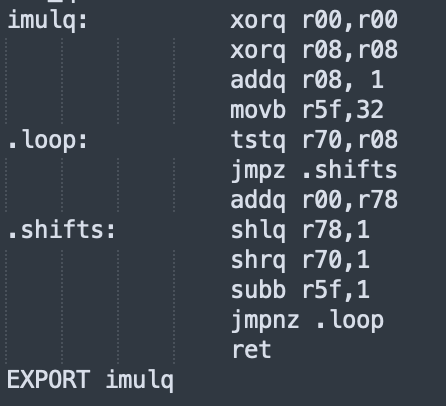 imulq: xorq r00,r00
xorq r08,r08
addq r08, 1
movb r5f,32
.loop: tstq r70,r08
jmpz .shifts
addq r00,r78
.shifts: shlq r78,1
shrq r70,1
subb r5f,1
jmpnz .loop
ret
EXPORT imulq